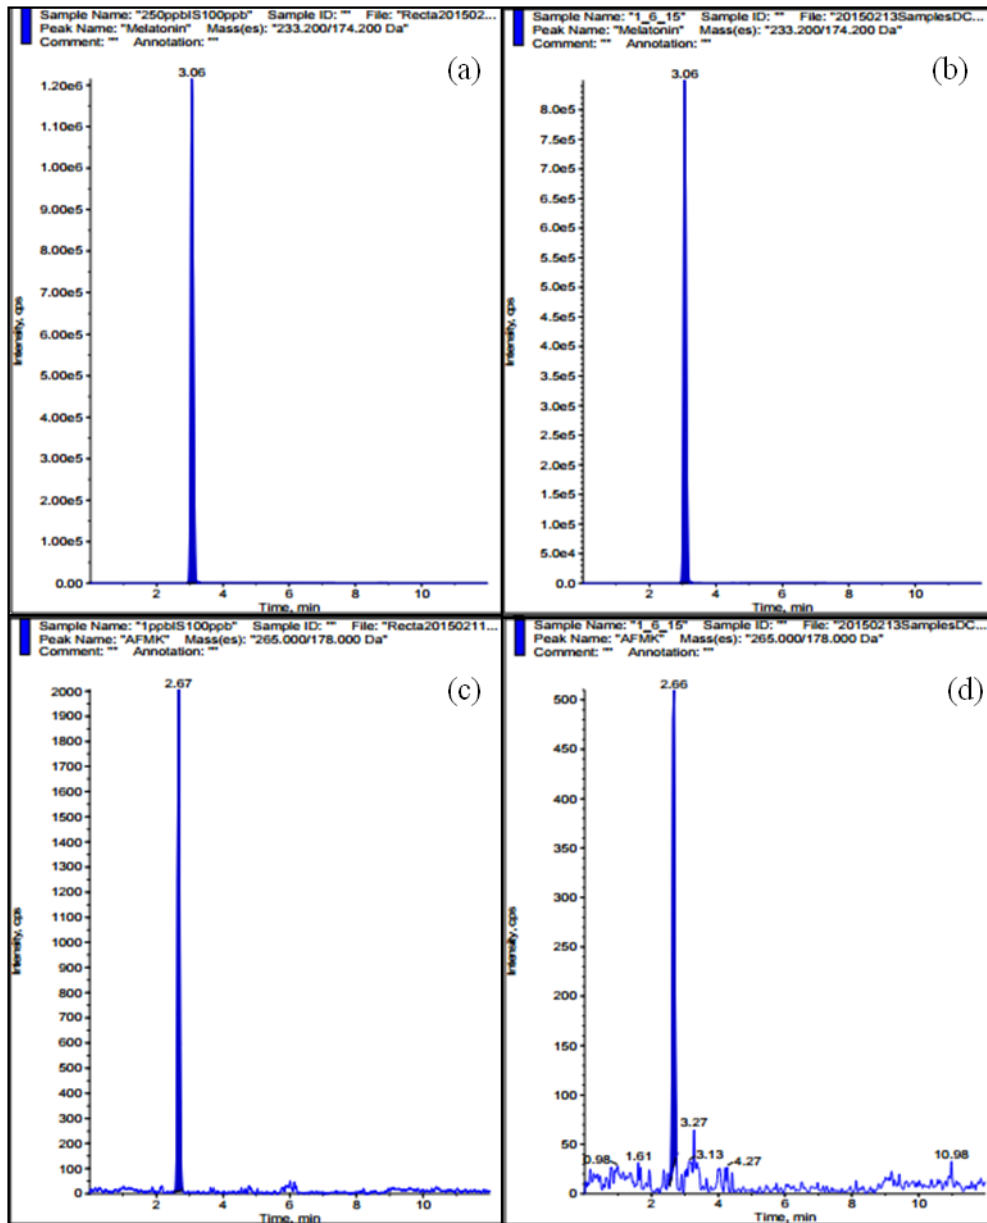 Sample Name: "250ppbIS100ppb" Sample ID: "" File: "Recta201502...
Peak Name: "Melatonin" Mass(es): "233.200/174.200 Da"
Comment: "" Annotation: ""
(a)
3.06
1.20e6
1.10e6
1.00e6
9.00e5
8.00e5
7.00e5
6.00e5
5.00e5
4.00e5
3.00e5
2.00e5
1.00e5
0.00
Intensity, cps
2 4 6 8 10
Time, min
Sample Name: "1_6_15" Sample ID: "" File: "20150213SamplesDC...
Peak Name: "Melatonin" Mass(es): "233.200/174.200 Da"
Comment: "" Annotation: ""
(b)
3.06
8.0e5
7.5e5
7.0e5
6.5e5
6.0e5
5.5e5
5.0e5
4.5e5
4.0e5
3.5e5
3.0e5
2.5e5
2.0e5
1.5e5
1.0e5
5.0e4
0.0
Intensity, cps
2 4 6 8 10
Time, min
Sample Name: "1ppbIS100ppb" Sample ID: "" File: "Recta20150211...
Peak Name: "AFMK" Mass(es): "265.000/178.000 Da"
Comment: "" Annotation: ""
(c)
2.67
2000
1900
1800
1700
1600
1500
1400
1300
1200
1100
1000
900
800
700
600
500
400
300
200
100
0
Intensity, cps
2 4 6 8 10
Time, min
Sample Name: "1_6_15" Sample ID: "" File: "20150213SamplesDC...
Peak Name: "AFMK" Mass(es): "265.000/178.000 Da"
Comment: "" Annotation: ""
(d)
2.66
500
450
400
350
300
250
200
150
100
50
0
Intensity, cps
3.27
0.98 1.61 3.13 4.27 10.98
2 4 6 8 10
Time, min